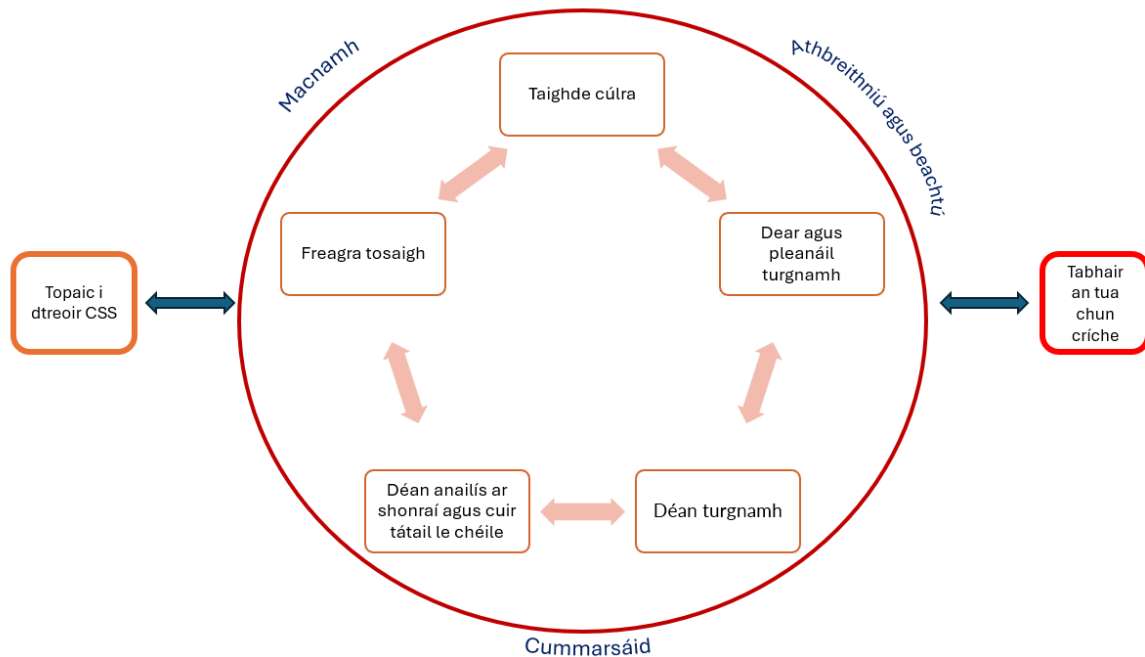 Macnamh
Athbreithniú agus beachtú
Taighde cúlra
Freagra tosaigh
Dear agus
pleanáil
turgnamh
Topaic i
dtreoir CSS
Tabhair
an tua
chun
críche
Déan anailís ar
shonraí agus cuir
tátail le chéile
Déan turgnamh
Cummarsáid